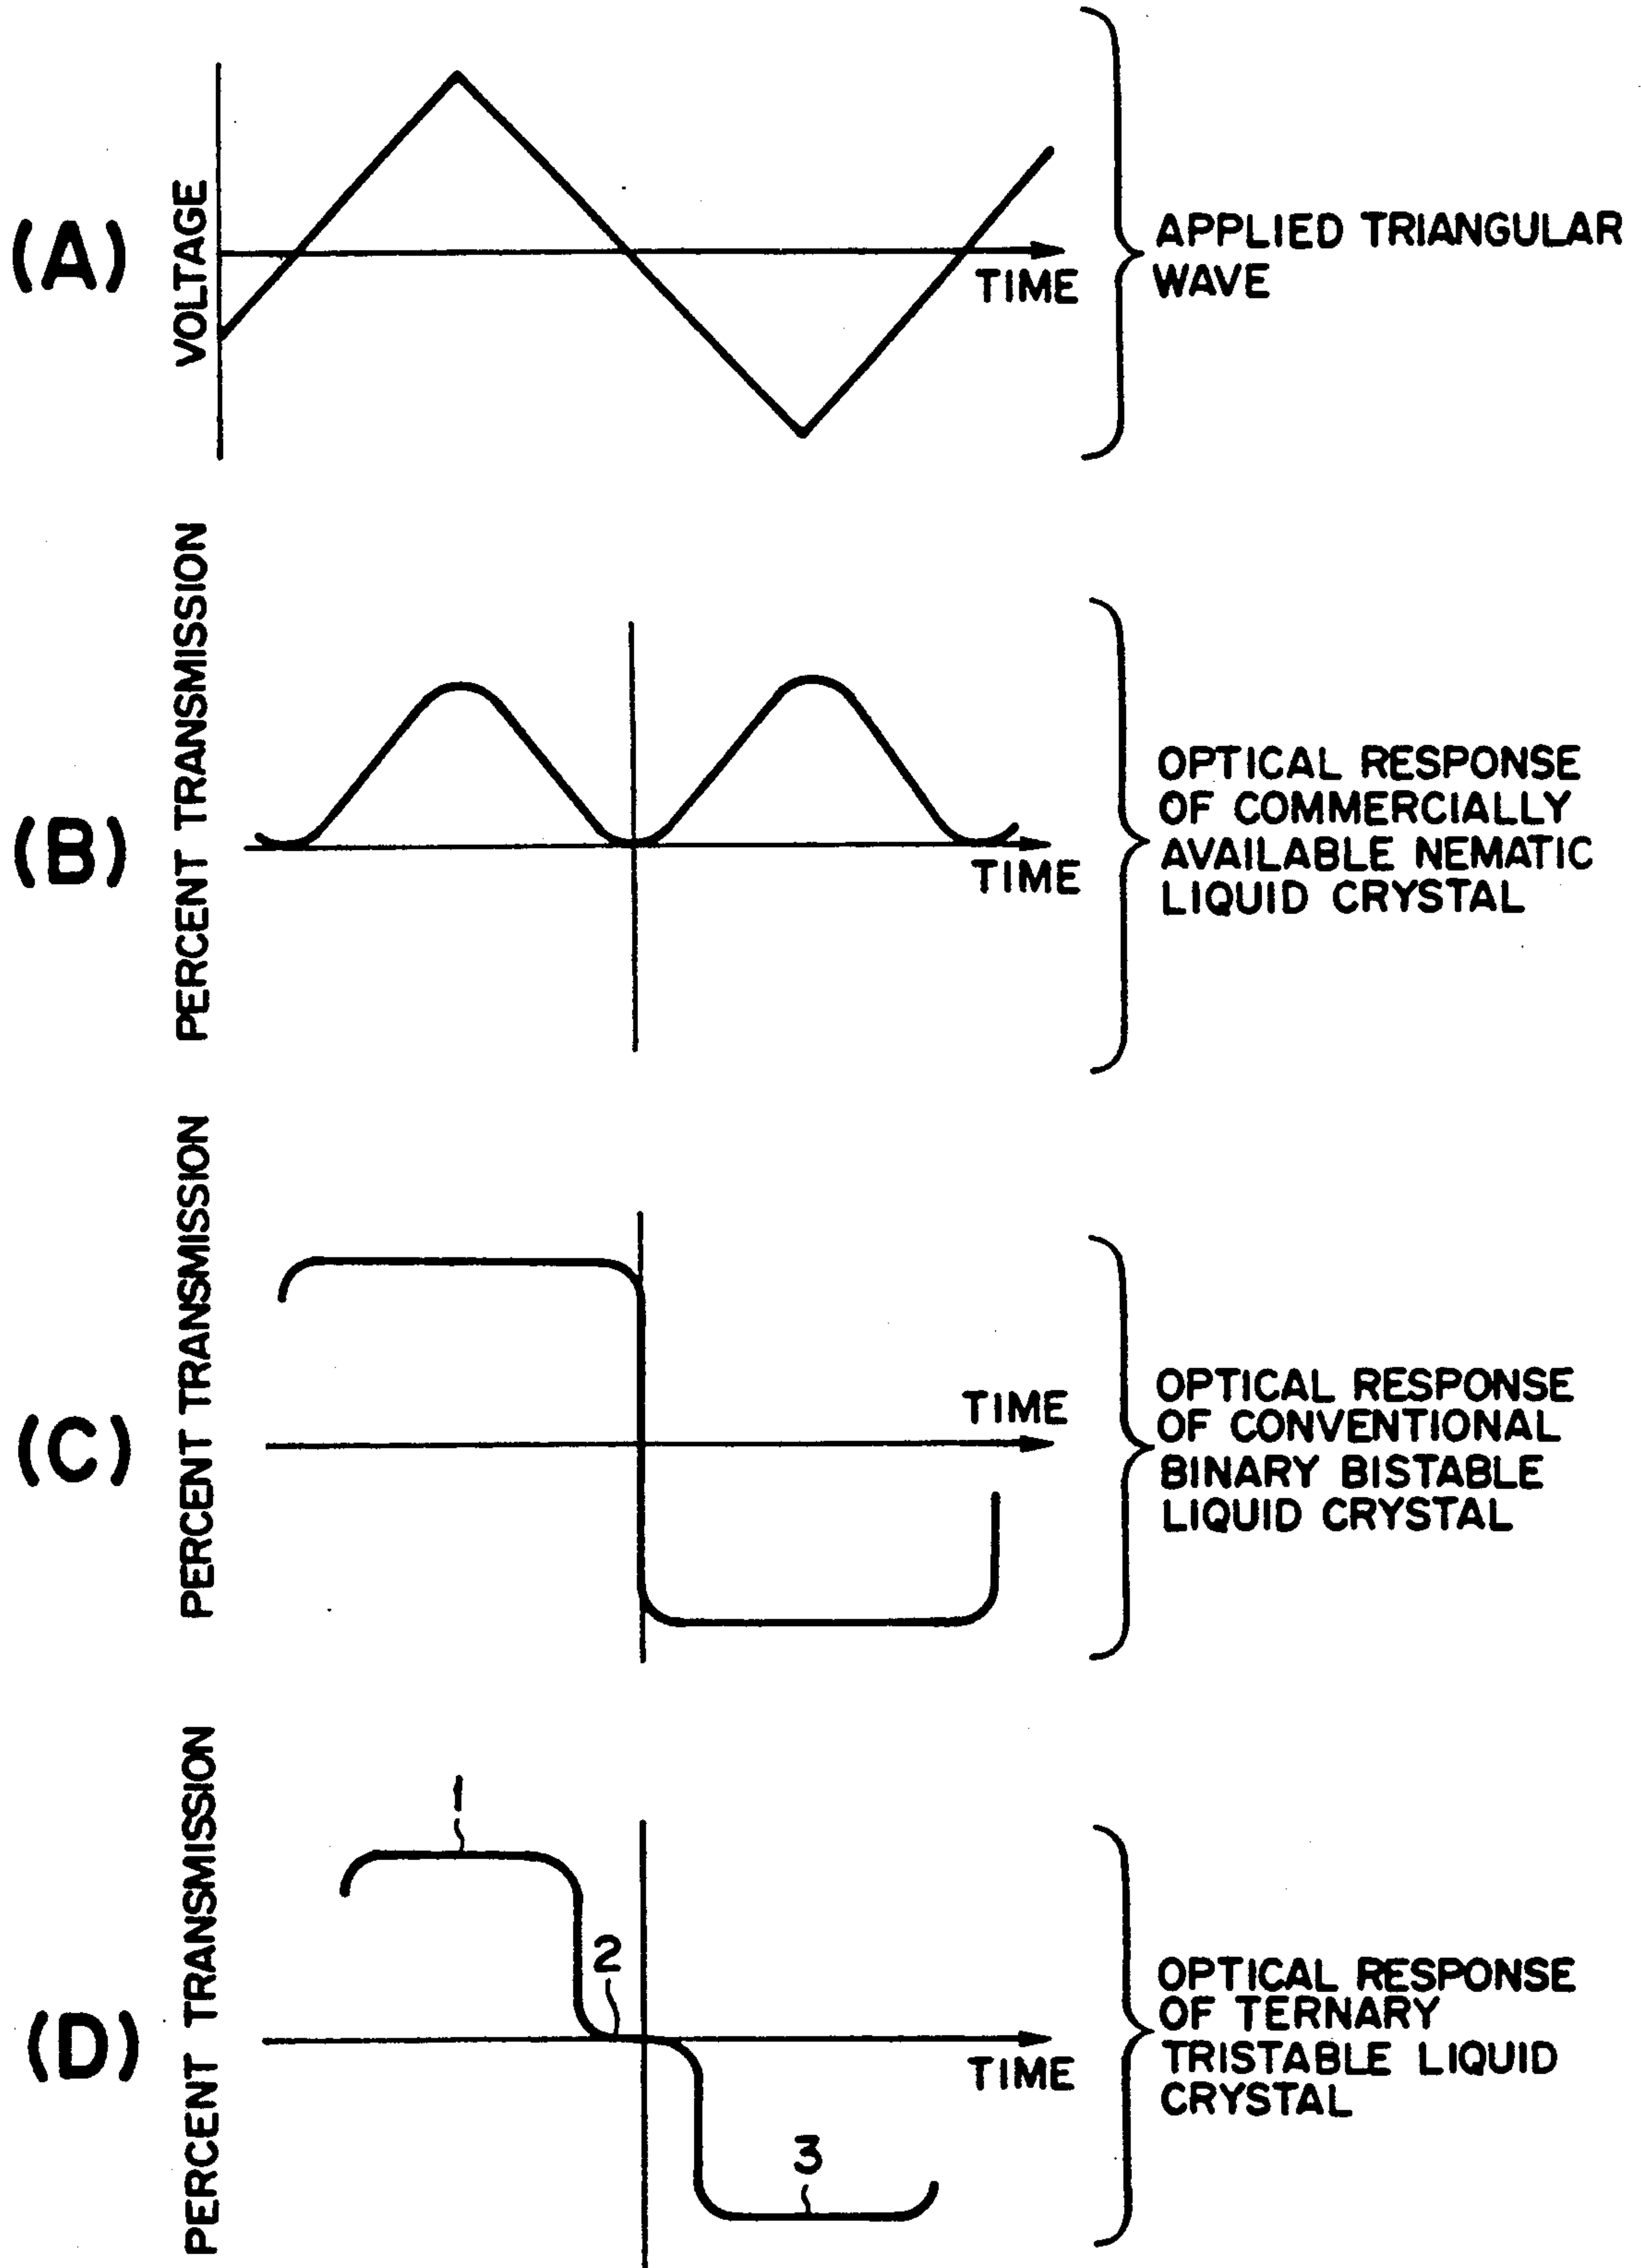 (A)
VOLTAGE
TIME
APPLIED TRIANGULAR
WAVE
(B)
PERCENT TRANSMISSION
TIME
OPTICAL RESPONSE
OF COMMERCIALLY
AVAILABLE NEMATIC
LIQUID CRYSTAL
(C)
PERCENT TRANSMISSION
TIME
OPTICAL RESPONSE
OF CONVENTIONAL
BINARY BISTABLE
LIQUID CRYSTAL
(D)
PERCENT TRANSMISSION
1
2
3
TIME
OPTICAL RESPONSE
OF TERNARY
TRISTABLE LIQUID
CRYSTAL